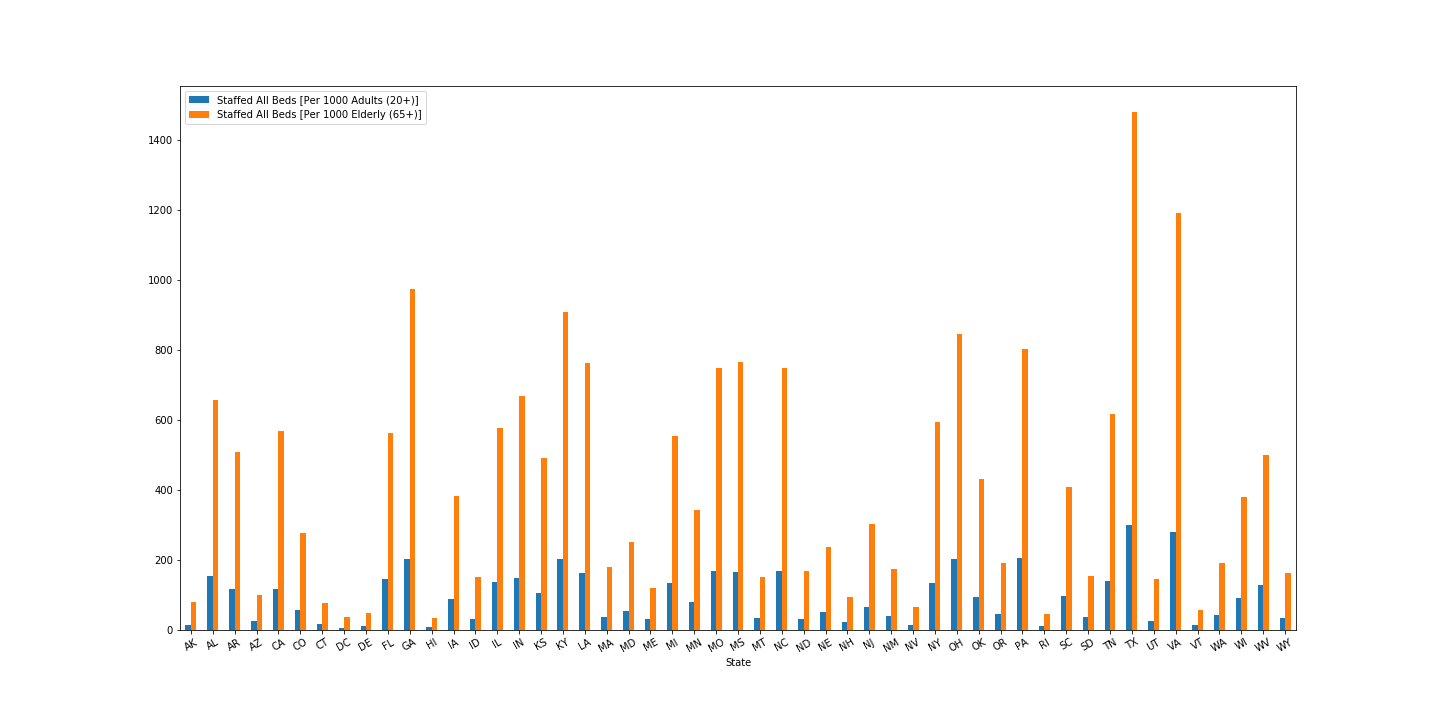 Staffed All Beds [Per 1000 Adults (20+)]
Staffed All Beds [Per 1000 Elderly (65+)]
1400
1200
1000
800
600
400
200
0
AK AL AR AZ CA CO CT DC DE FL GA HI IA ID IL IN KS KY LA MA MD ME MI MN MO MS MT NC ND NE NH NJ NM NV NY OH OK OR PA RI SC SD TN TX UT VA VT WA WI WV WY
State